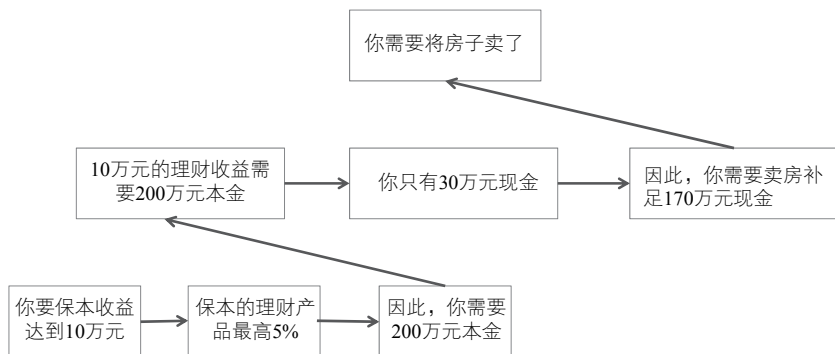 你需要将房子卖了
10万元的理财收益需
要200万元本金
你只有30万元现金
因此，你需要卖房补
足170万元现金
你要保本收益
达到10万元
保本的理财产
品最高5%
因此，你需要
200万元本金